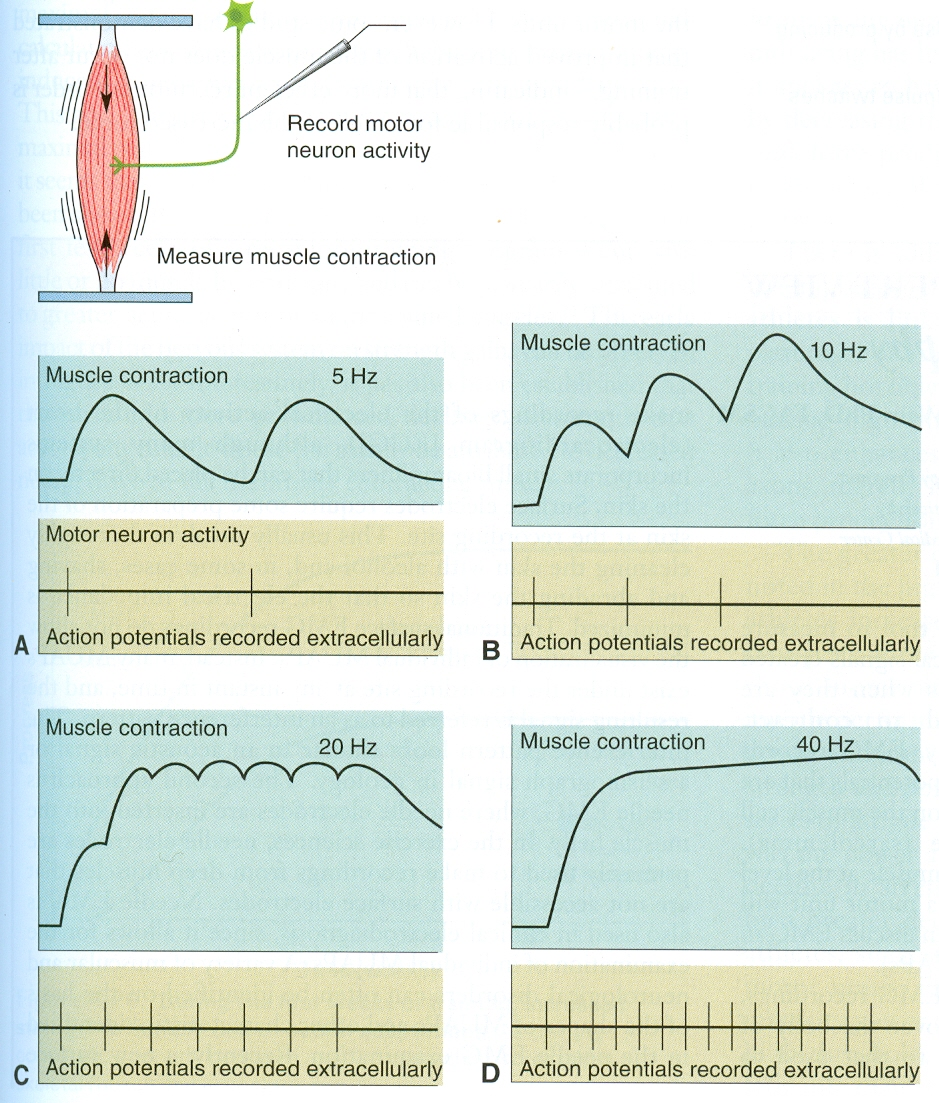 Record motor
neuron activity
Measure muscle contraction
Muscle contraction 5 Hz
Motor neuron activity
Action potentials recorded extracellularly
A
Muscle contraction
10 Hz
Action potentials recorded extracellularly
B
Muscle contraction
20 Hz
Action potentials recorded extracellularly
C
Muscle contraction 40 Hz
Action potentials recorded extracellularly
D